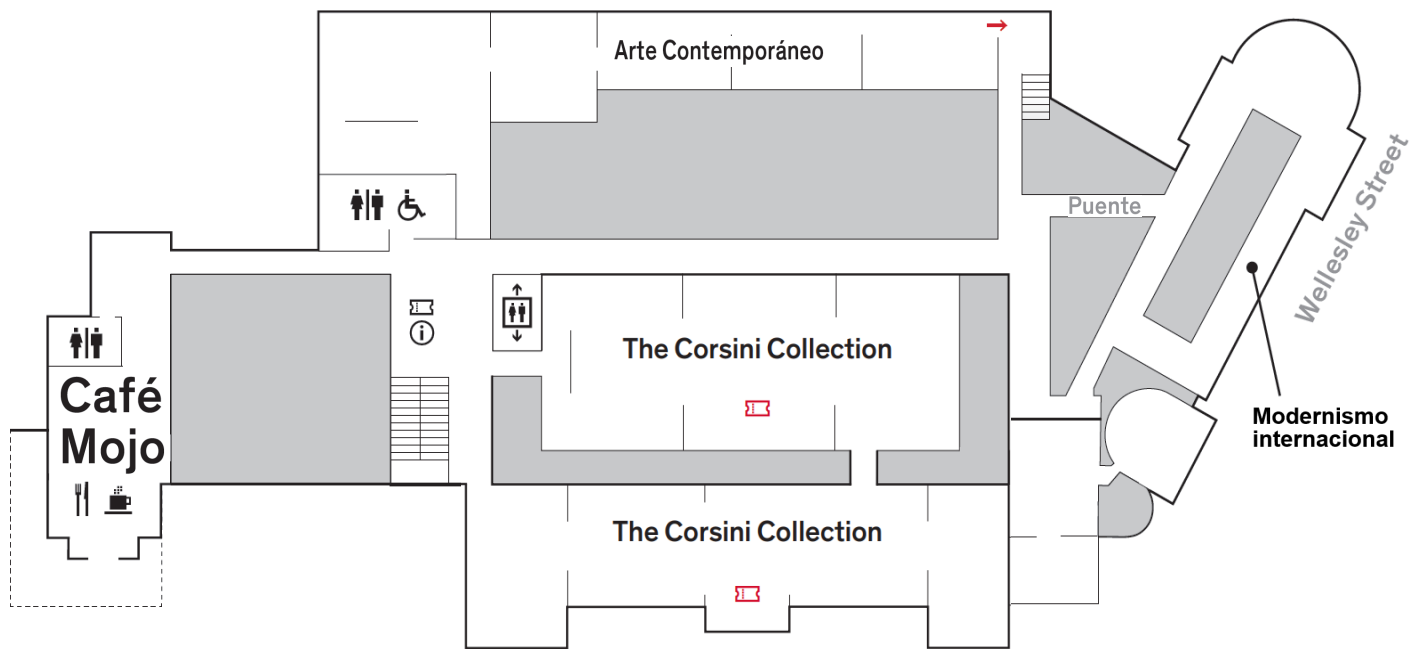 Arte Contemporáneo
Puente
Wellesley Street
The Corsini Collection
Café
Mojo
Modernismo
internacional
The Corsini Collection